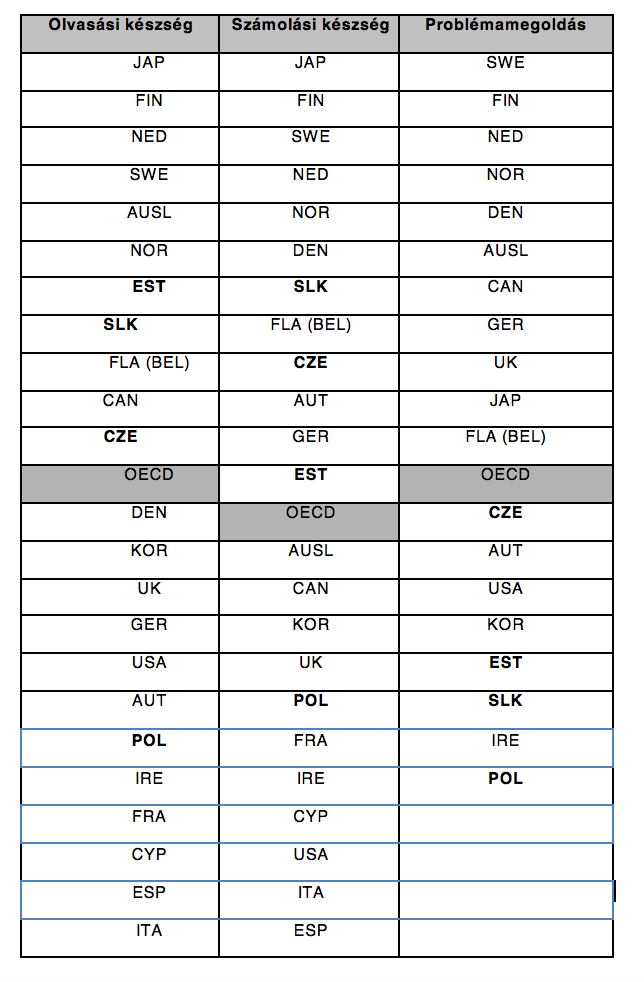 Olvasási készség Számolási készség Problémamegoldás
JAP JAP SWE
FIN FIN FIN
NED SWE NED
SWE NED NOR
AUSL NOR DEN
NOR DEN AUSL
EST SLK CAN
SLK FLA (BEL) GER
FLA (BEL) CZE UK
CAN AUT JAP
CZE GER FLA (BEL)
OECD EST OECD
DEN OECD CZE
KOR AUSL AUT
UK CAN USA
GER KOR KOR
USA UK EST
AUT POL SLK
POL FRA IRE
IRE IRE POL
FRA CYP
CYP USA
ESP ITA
ITA ESP